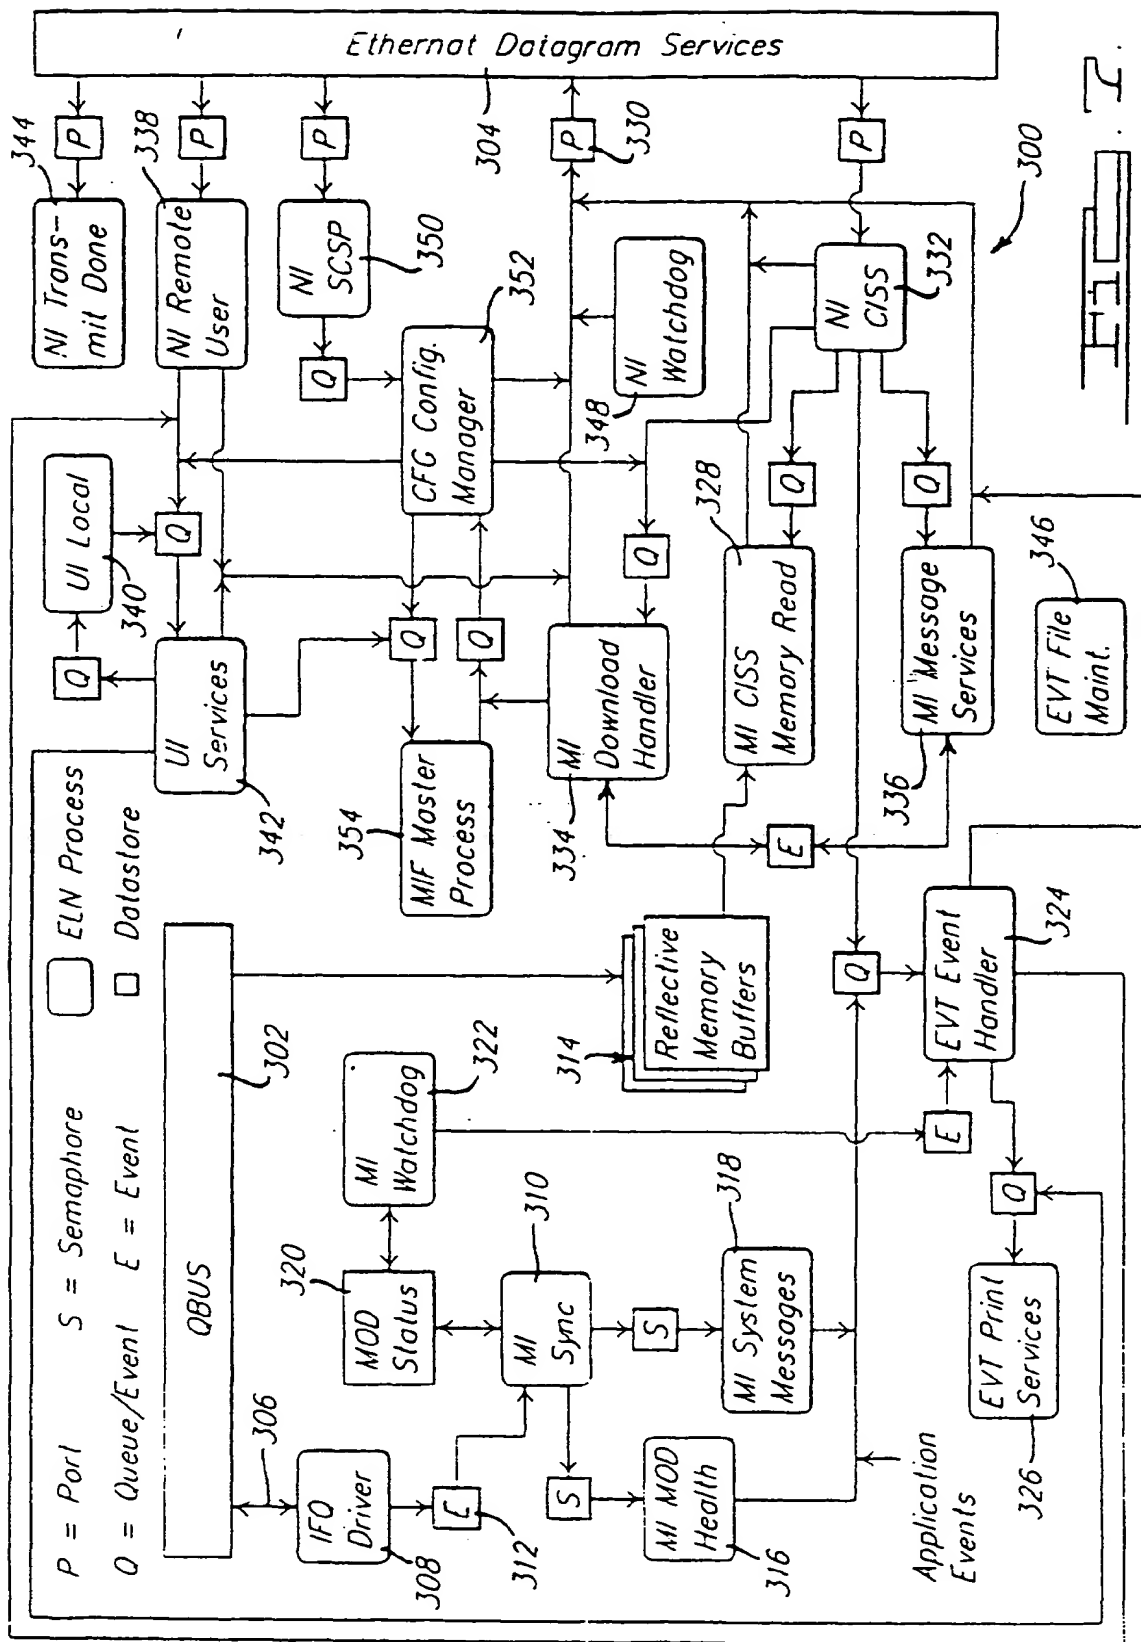 P = Port
S = Semaphore
ELN Process
Q = Queue/Event
E = Event
Datastore
QBUS
302
306
IFQ
Driver
308
E
312
MOD
Status
320
MI
Watchdog
322
MI
Sync
310
S
S
MI MOD
Health
316
MI System
Messages
318
Application
Events
Reflective
Memory
Buffers
314
E
Q
E
EVT Event
Handler
324
Q
EVT Print
Services
326
UI
Services
342
Q
UI Local
340
Q
MIF Master
Process
354
Q
Q
MI
Download
Handler
334
Q
CFG Config.
Manager
352
Q
MI CISS
Memory Read
328
Q
MI Message
Services
336
Q
EVT File
Maint.
346
NI Trans-
mit Done
344
P
NI Remote
User
338
P
NI
SCSP
350
P
NI
Watchdog
348
P
330
NI
CISS
332
P
Ethernat Datagram Services
304
300
Fig. 7.